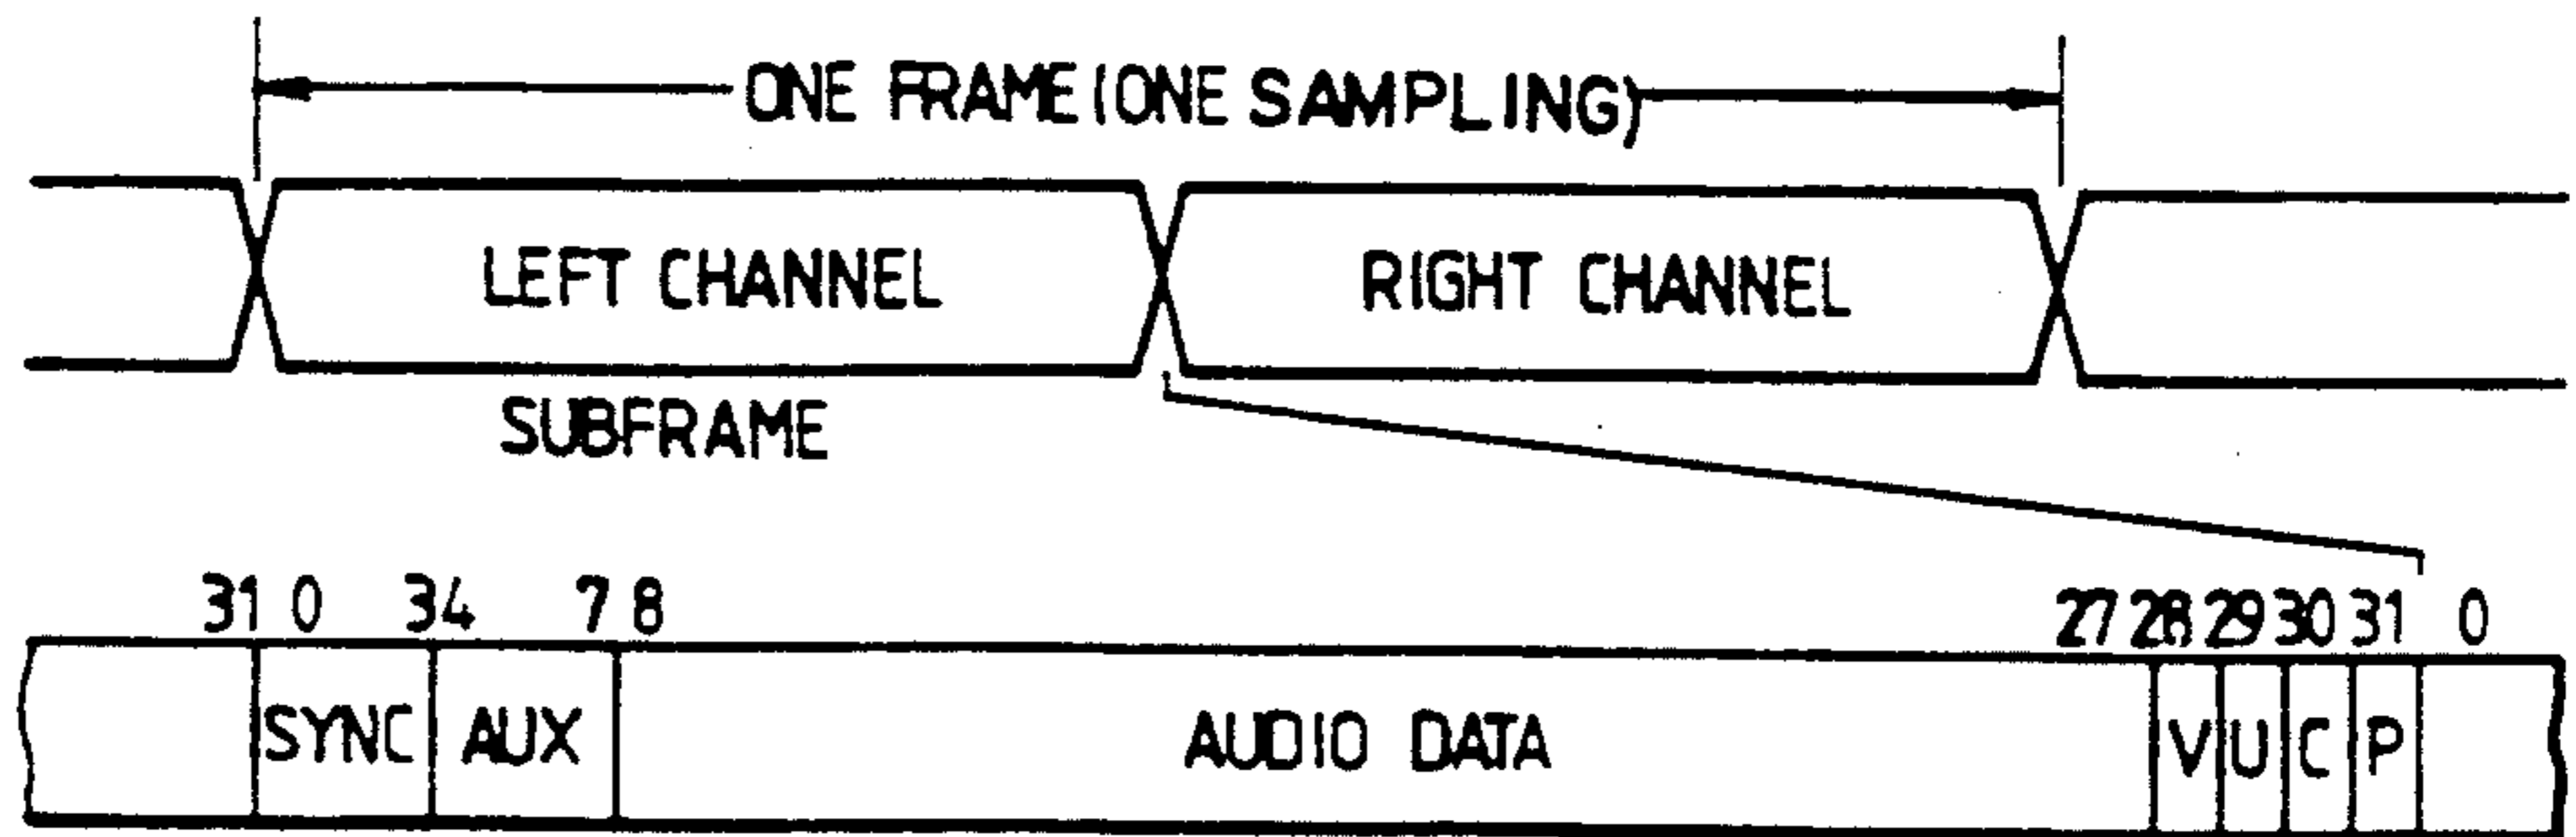 ONE FRAME (ONE SAMPLING)
LEFT CHANNEL RIGHT CHANNEL
SUBFRAME
31 0 3 4 7 8 27 28 29 30 31 0
SYNC AUX AUDIO DATA V U C P